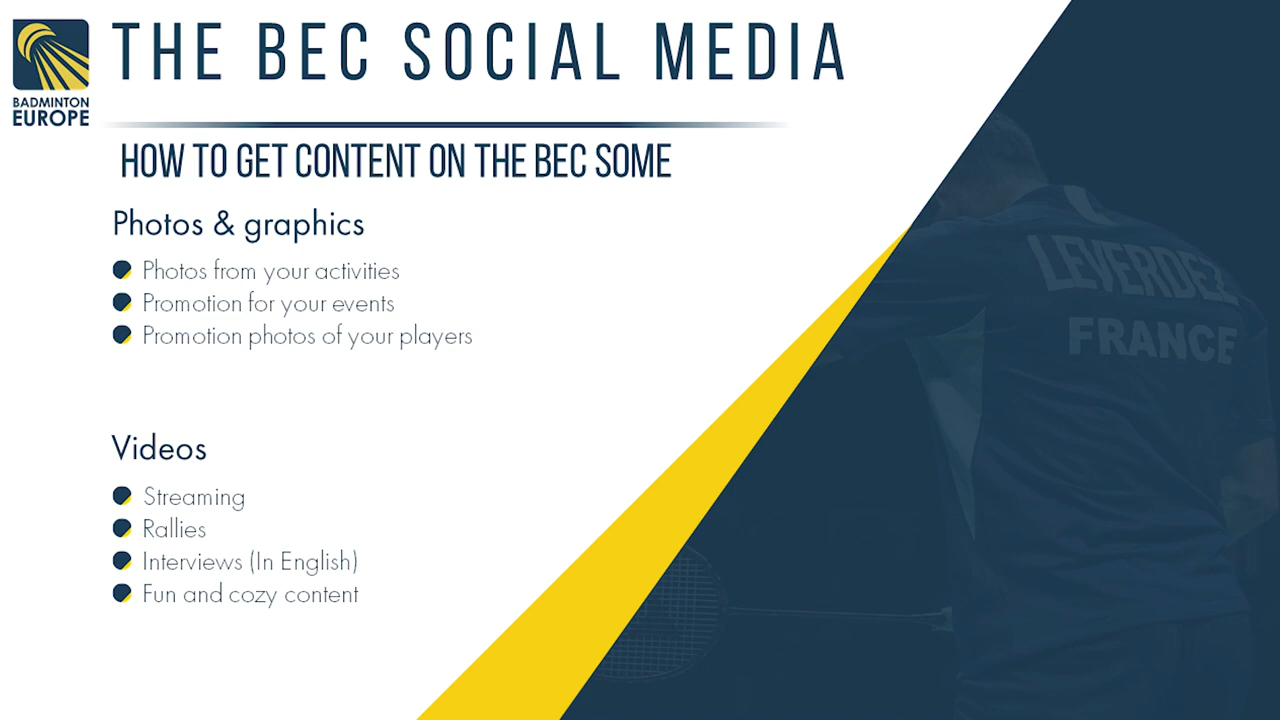 THE BEC SOCIAL MEDIA
BADMINTON
EUROPE
HOW TO GET CONTENT ON THE BEC SOME
Photos & graphics
Photos from your activities
Promotion for your events
Promotion photos of your players
Videos
Streaming
Rallies
Interviews (In English)
Fun and cozy content
LEVERDEZ
FRANCE